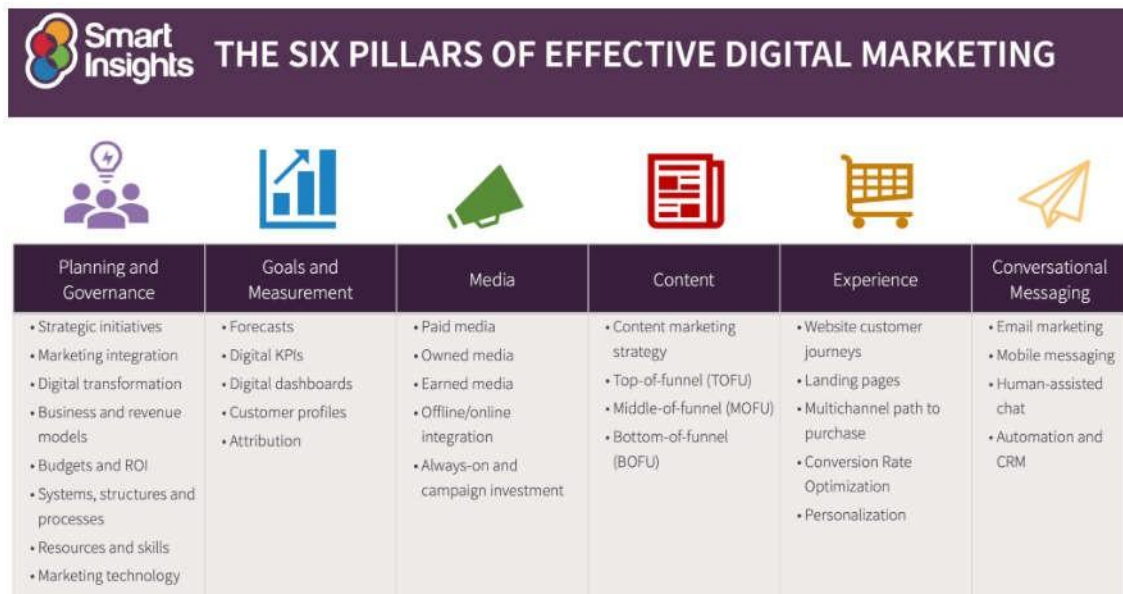 Smart
Insights
THE SIX PILLARS OF EFFECTIVE DIGITAL MARKETING
Planning and
Governance
• Strategic initiatives
• Marketing integration
• Digital transformation
• Business and revenue
models
• Budgets and ROI
• Systems, structures and
processes
• Resources and skills
• Marketing technology
Goals and
Measurement
• Forecasts
• Digital KPIs
• Digital dashboards
• Customer profiles
• Attribution
Media
• Paid media
• Owned media
• Earned media
• Offline/online
integration
• Always-on and
campaign investment
Content
• Content marketing
strategy
• Top-of-funnel (TOFU)
• Middle-of-funnel (MOFU)
• Bottom-of-funnel
(BOFU)
Experience
• Website customer
journeys
• Landing pages
• Multichannel path to
purchase
• Conversion Rate
Optimization
• Personalization
Conversational
Messaging
• Email marketing
• Mobile messaging
• Human-assisted
chat
• Automation and
CRM